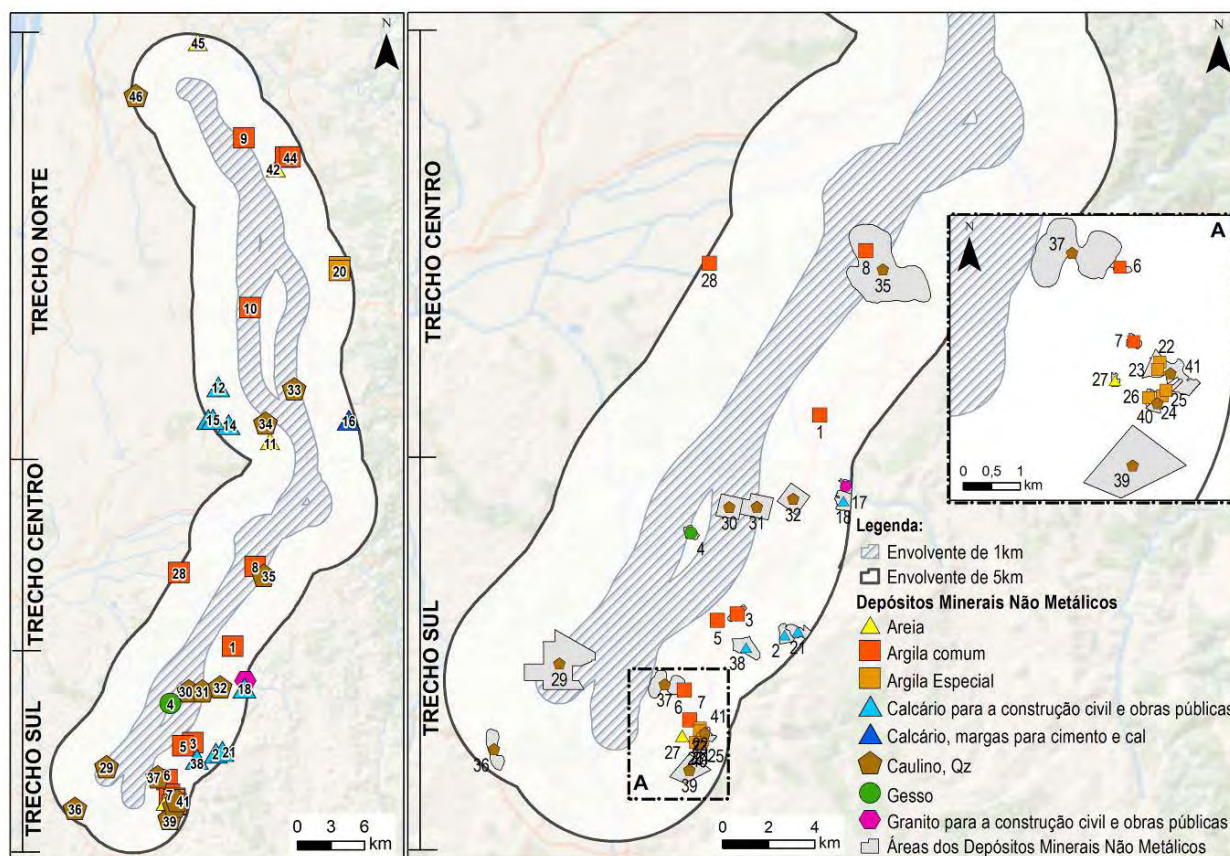 TRECHO NORTE
TRECHO CENTRO
TRECHO SUL
N
45
46
9
44
42
20
10
12
33
15
14
34
16
11
28
8
35
1
30
31
32
18
4
5
3
38
2
21
29
37
6
7
41
36
39
0 3 6
km
TRECHO CENTRO
TRECHO SUL
N
28
8
35
1
30
31
32
17
18
4
3
5
2
21
38
29
37
6
7
41
27
22
25
40
39
36
A
0 2 4
km
N
A
37
6
7
22
23
41
27
26
25
24
40
39
0 0,5 1
km
Legenda:
Envolvente de 1km
Envolvente de 5km
Depósitos Minerais Não Metálicos
Areia
Argila comum
Argila Especial
Calcário para a construção civil e obras públicas
Calcário, margas para cimento e cal
Caulino, Qz
Gesso
Granito para a construção civil e obras públicas
Áreas dos Depósitos Minerais Não Metálicos